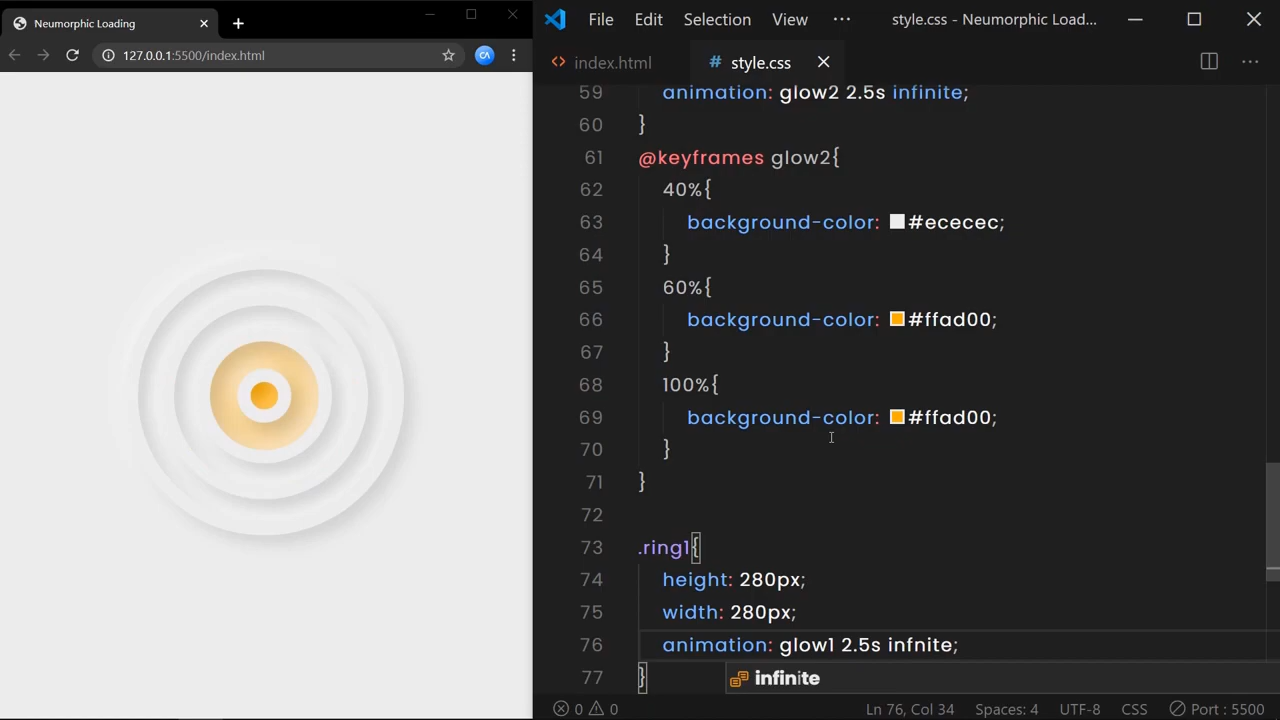 Neumorphic Loading
127.0.0.1:5500/index.html
CA
File Edit Selection View ··· style.css - Neumorphic Load...
<> index.html # style.css
59 animation: glow2 2.5s infinite;
60 }
61 @keyframes glow2{
62 40%{
63 background-color: #ececec;
64 }
65 60%{
66 background-color: #ffad00;
67 }
68 100%{
69 background-color: #ffad00;
70 }
71 }
72
73 .ring1{
74 height: 280px;
75 width: 280px;
76 animation: glow1 2.5s infnite;
77 }
infinite
0 0 Ln 76, Col 34 Spaces: 4 UTF-8 CSS Port : 5500